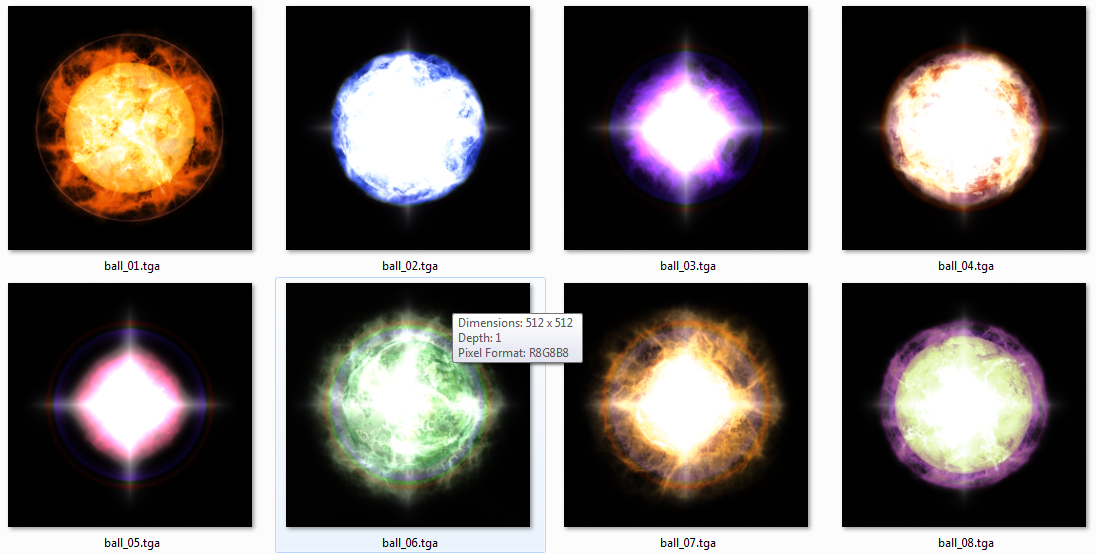 ball_01.tga
ball_02.tga
ball_03.tga
ball_04.tga
Dimensions: 512 x 512
Depth: 1
Pixel Format: R8G8B8
ball_05.tga
ball_06.tga
ball_07.tga
ball_08.tga